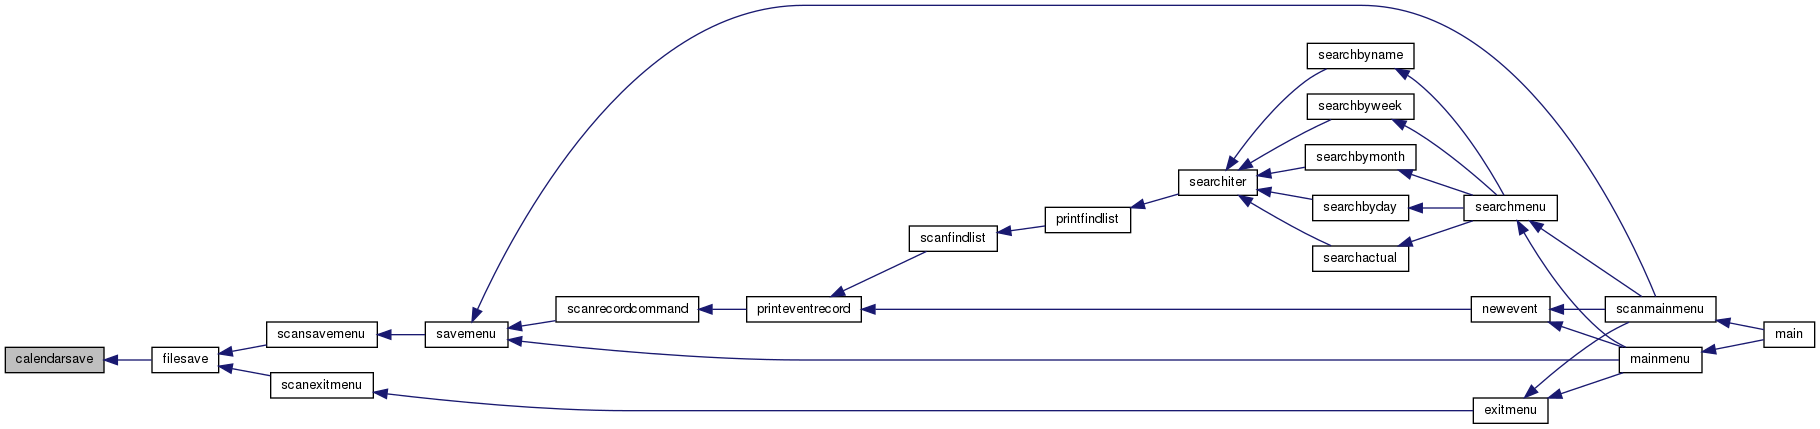 calendarsave
filesave
scansavemenu
scanexitmenu
savemenu
scanrecordcommand
printeventrecord
scanfindlist
printfindlist
searchiter
searchbyname
searchbyweek
searchbymonth
searchbyday
searchactual
searchmenu
newevent
exitmenu
scanmainmenu
mainmenu
main